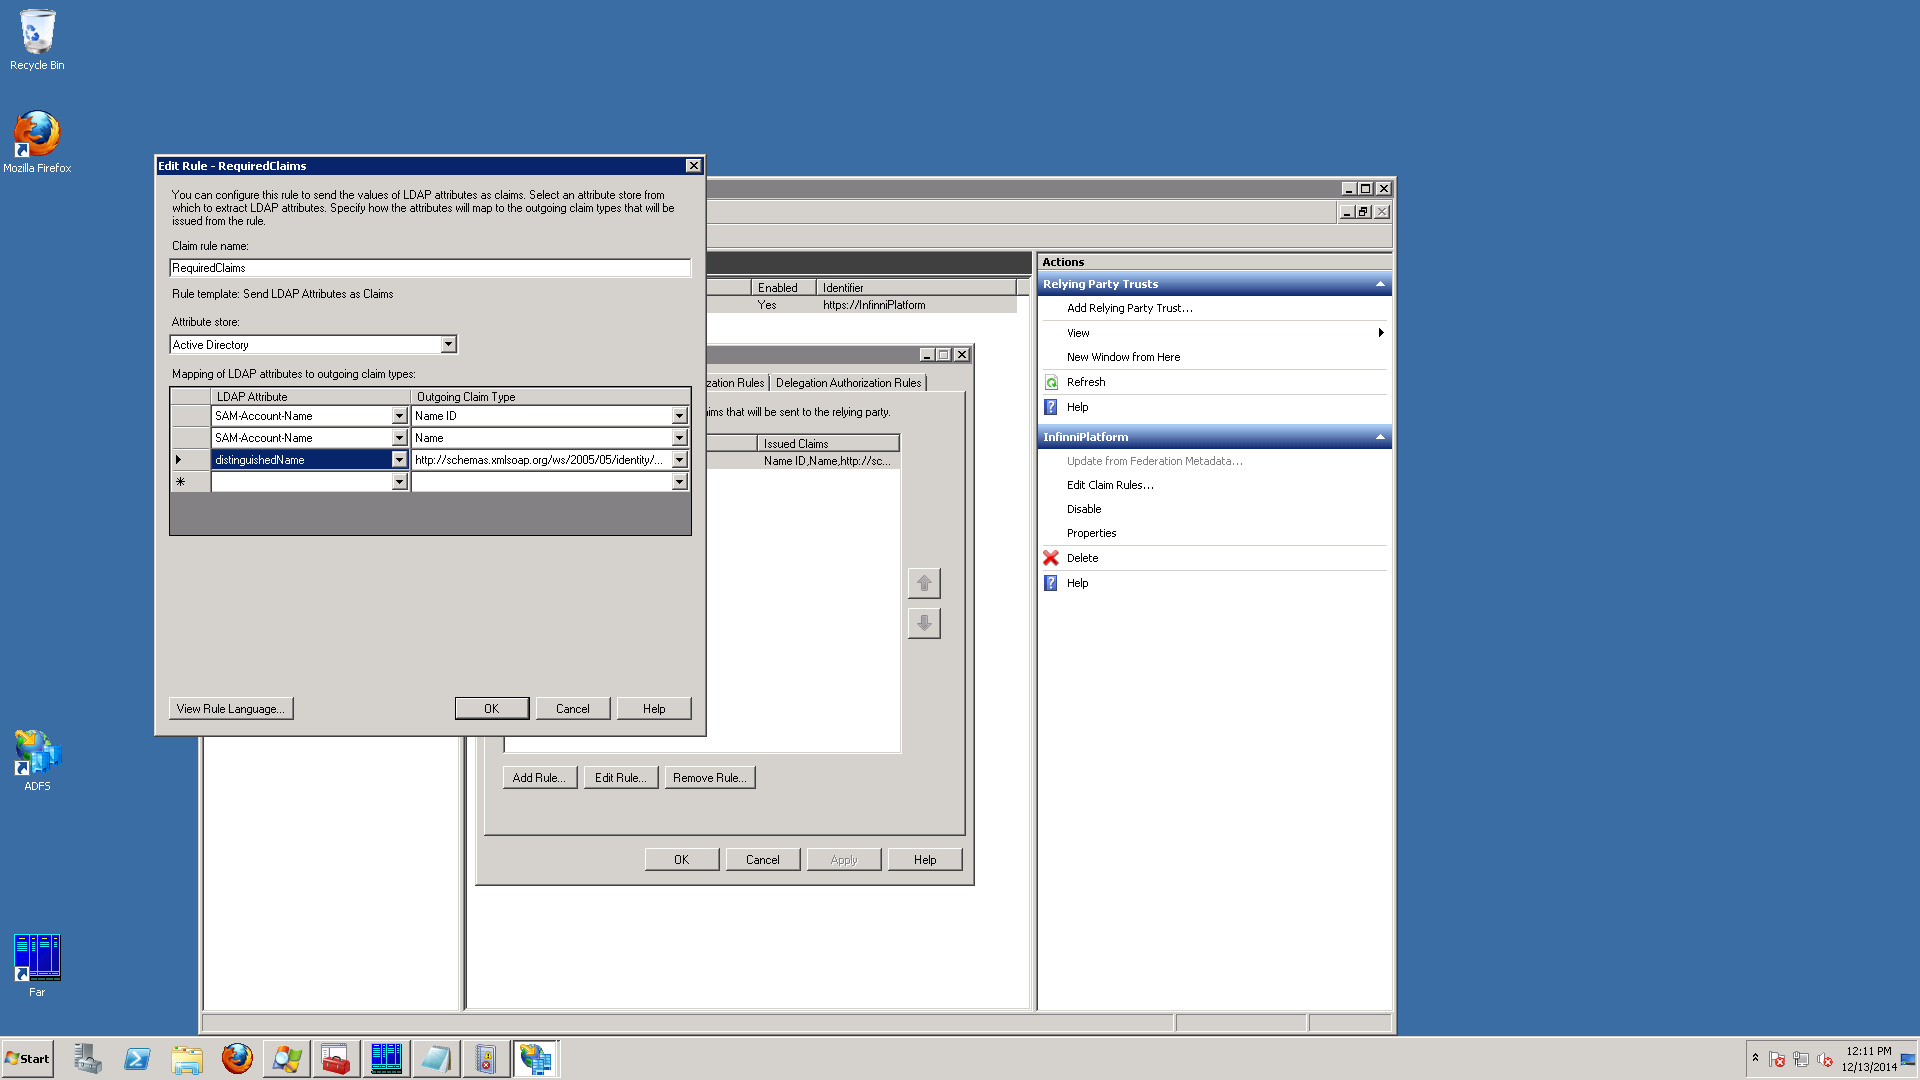 Recycle Bin
Mozilla Firefox
ADFS
Far
Edit Rule - RequiredClaims
You can configure this rule to send the values of LDAP attributes as claims. Select an attribute store from
which to extract LDAP attributes. Specify how the attributes will map to the outgoing claim types that will be
issued from the rule.
Claim rule name:
RequiredClaims
Rule template: Send LDAP Attributes as Claims
Attribute store:
Active Directory
Mapping of LDAP attributes to outgoing claim types:
LDAP Attribute Outgoing Claim Type
SAM-Account-Name Name ID
SAM-Account-Name Name
distinguishedName http://schemas.xmlsoap.org/ws/2005/05/identity/...
View Rule Language... OK Cancel Help
Enabled Identifier
Yes https://InfinniPlatform
zation Rules Delegation Authorization Rules
ims that will be sent to the relying party.
Issued Claims
Name ID,Name,http://sc...
Add Rule... Edit Rule... Remove Rule...
OK Cancel Apply Help
Actions
Relying Party Trusts
Add Relying Party Trust...
View
New Window from Here
Refresh
Help
InfinniPlatform
Update from Federation Metadata...
Edit Claim Rules...
Disable
Properties
Delete
Help
Start
12:11 PM
12/13/2014